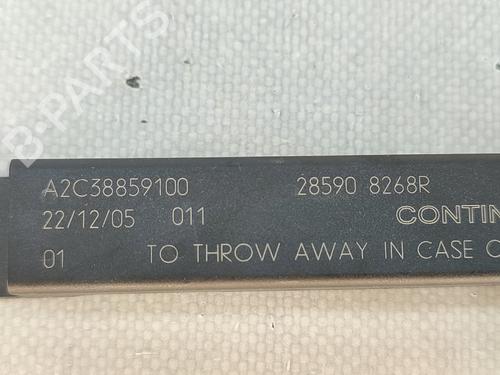 B-PARTS
A2C38859100 28590 8268R
22/12/05 011 CONTIN
01 TO THROW AWAY IN CASE O